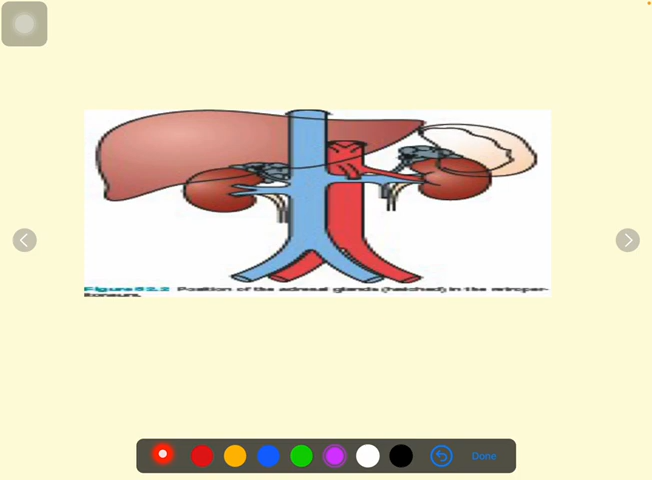 Figure 52.2 Position of the adrenal glands (hatched) in the retroper-
itoneum.
Done